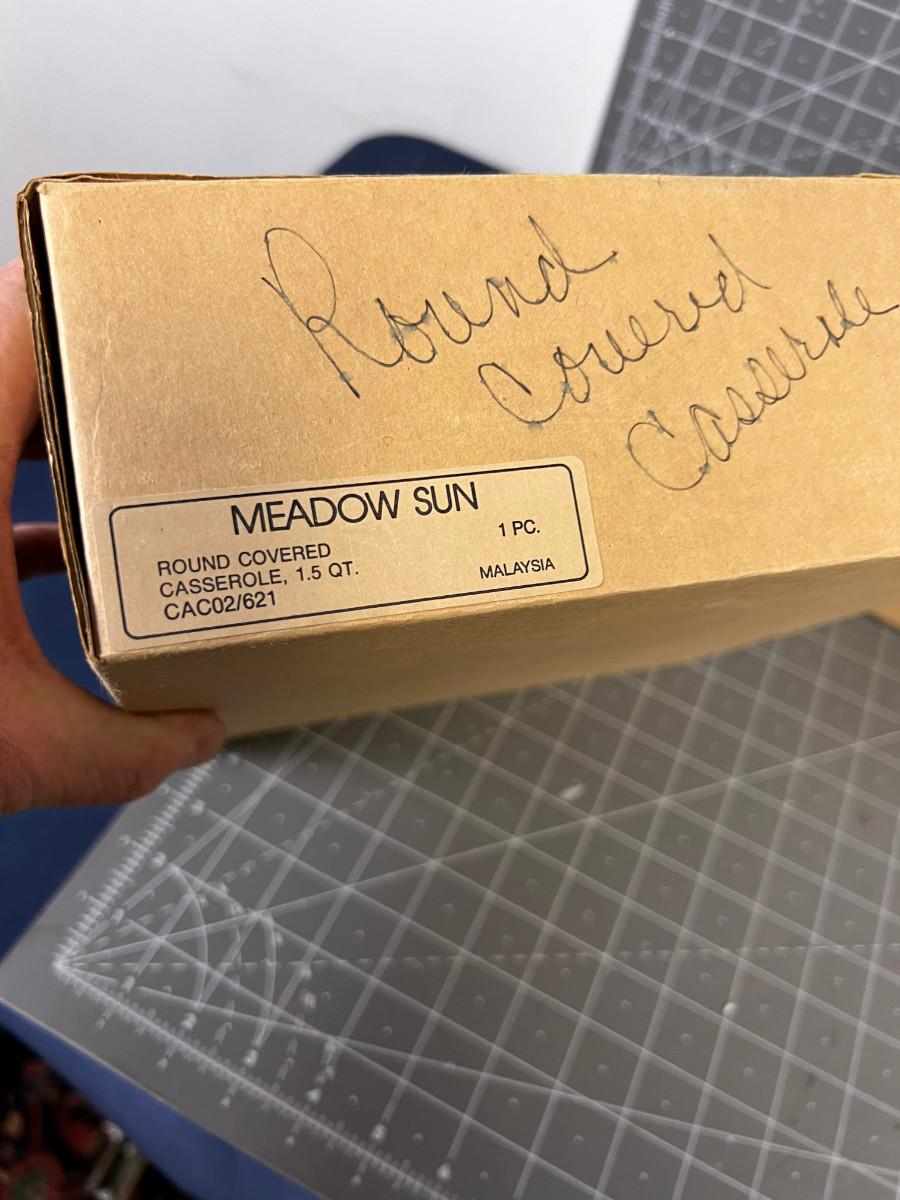 Round
Covered
Casserole
MEADOW SUN
1 PC.
ROUND COVERED
CASSEROLE, 1.5 QT.
MALAYSIA
CAC02/621